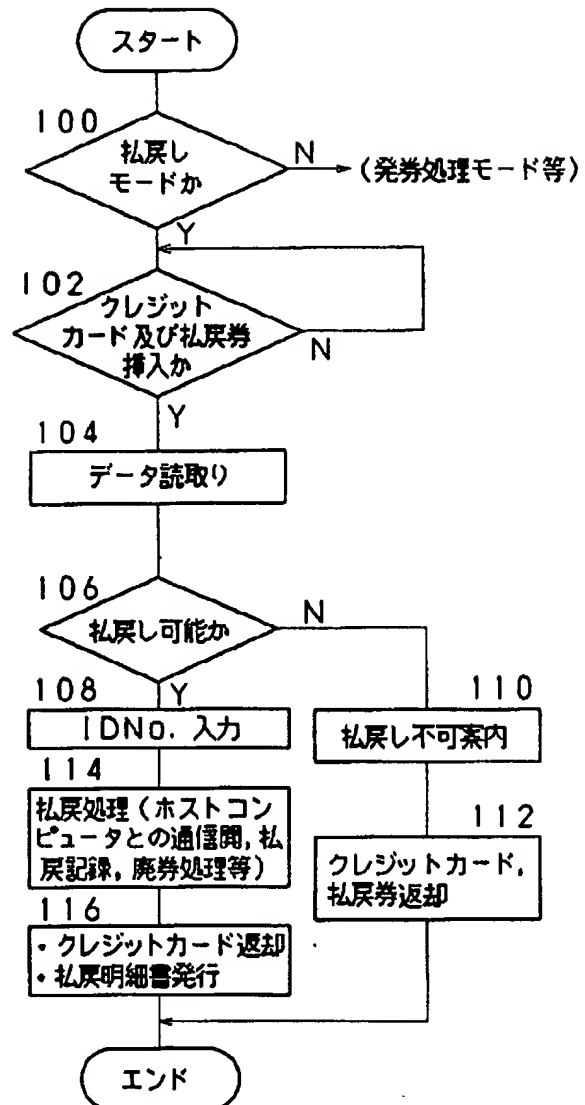 スタート
100
払戻し
モードか
N
(発券処理モード等)
Y
102
クレジット
カード及び払戻券
挿入か
N
Y
104
データ読取り
106
払戻し可能か
N
Y
108
IDNo. 入力
110
払戻し不可案内
114
払戻処理(ホストコン
ピュータとの通信開,払
戻記録,廃券処理等)
112
クレジットカード,
払戻券返却
116
・クレジットカード返却
・払戻明細書発行
エンド